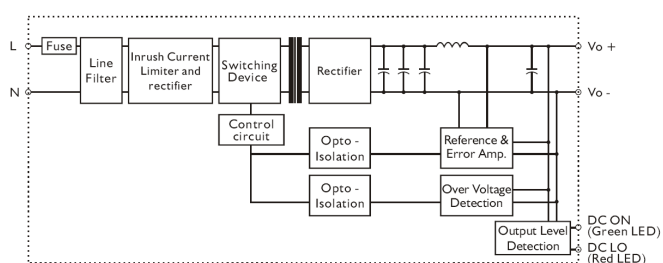 L
Fuse
Line
Filter
Inrush Current
Limiter and
rectifier
Switching
Device
Rectifier
Vo +
N
Vo -
Control
circuit
Opto -
Isolation
Reference &
Error Amp.
Opto -
Isolation
Over Voltage
Detection
Output Level
Detection
DC ON
(Green LED)
DC LO
(Red LED)